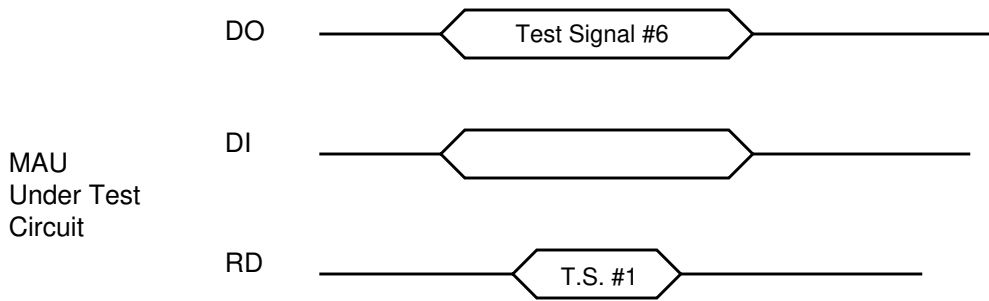 DO
Test Signal #6
DI
MAU
Under Test
Circuit
RD
T.S. #1